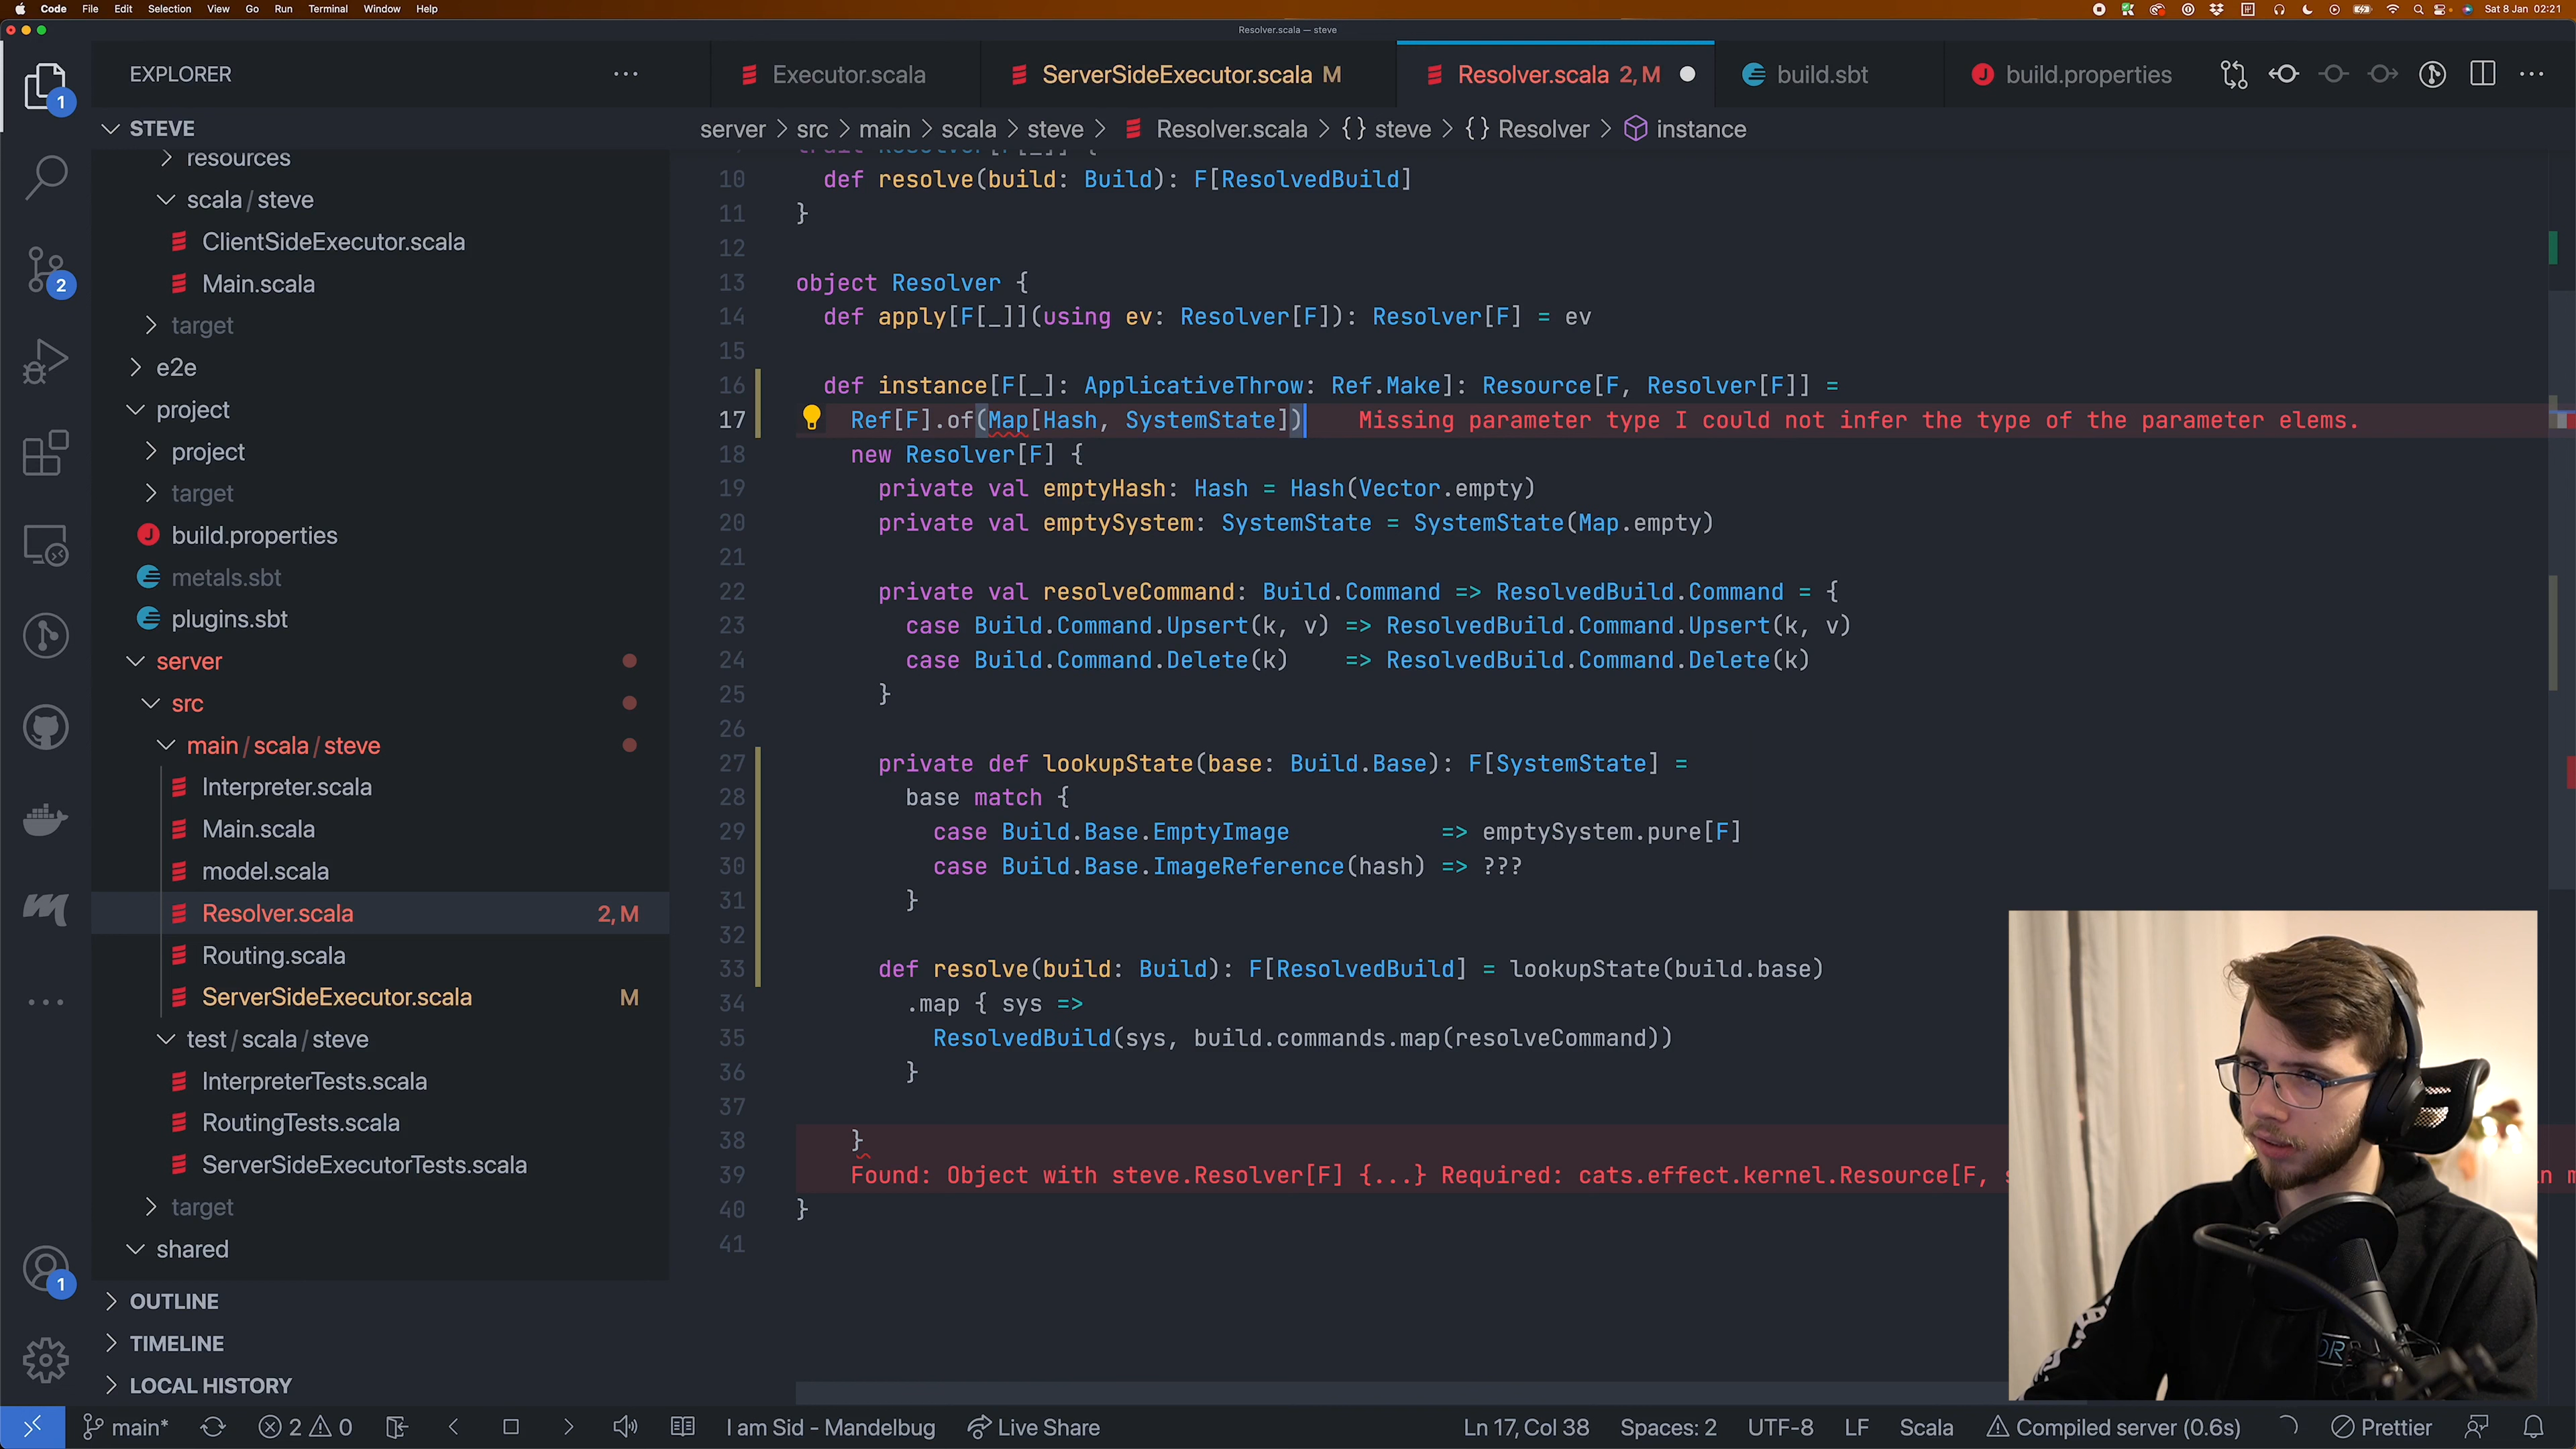 Code File Edit Selection View Go Run Terminal Window Help
Sat 8 Jan 02:21
Resolver.scala — steve
EXPLORER
Executor.scala
ServerSideExecutor.scala M
Resolver.scala 2, M
build.sbt
build.properties
1
STEVE
server > src > main > scala > steve > Resolver.scala > {} steve > {} Resolver > instance
resources
scala / steve
ClientSideExecutor.scala
Main.scala
target
2
e2e
project
project
target
build.properties
metals.sbt
plugins.sbt
server
src
main / scala / steve
Interpreter.scala
Main.scala
model.scala
Resolver.scala 2, M
Routing.scala
ServerSideExecutor.scala M
test / scala / steve
InterpreterTests.scala
RoutingTests.scala
ServerSideExecutorTests.scala
target
shared
1
OUTLINE
TIMELINE
LOCAL HISTORY
10 def resolve(build: Build): F[ResolvedBuild]
11 }
12
13 object Resolver {
14 def apply[F[_]](using ev: Resolver[F]): Resolver[F] = ev
15
16 def instance[F[_]: ApplicativeThrow: Ref.Make]: Resource[F, Resolver[F]] =
17 Ref[F].of(Map[Hash, SystemState]) Missing parameter type I could not infer the type of the parameter elems.
18 new Resolver[F] {
19 private val emptyHash: Hash = Hash(Vector.empty)
20 private val emptySystem: SystemState = SystemState(Map.empty)
21
22 private val resolveCommand: Build.Command => ResolvedBuild.Command = {
23 case Build.Command.Upsert(k, v) => ResolvedBuild.Command.Upsert(k, v)
24 case Build.Command.Delete(k) => ResolvedBuild.Command.Delete(k)
25 }
26
27 private def lookupState(base: Build.Base): F[SystemState] =
28 base match {
29 case Build.Base.EmptyImage => emptySystem.pure[F]
30 case Build.Base.ImageReference(hash) => ???
31 }
32
33 def resolve(build: Build): F[ResolvedBuild] = lookupState(build.base)
34 .map { sys =>
35 ResolvedBuild(sys, build.commands.map(resolveCommand))
36 }
37
38 }
39 Found: Object with steve.Resolver[F] {...} Required: cats.effect.kernel.Resource[F,
40 }
41
main* 2 0 I am Sid - Mandelbug Live Share Ln 17, Col 38 Spaces: 2 UTF-8 LF Scala Compiled server (0.6s) Prettier